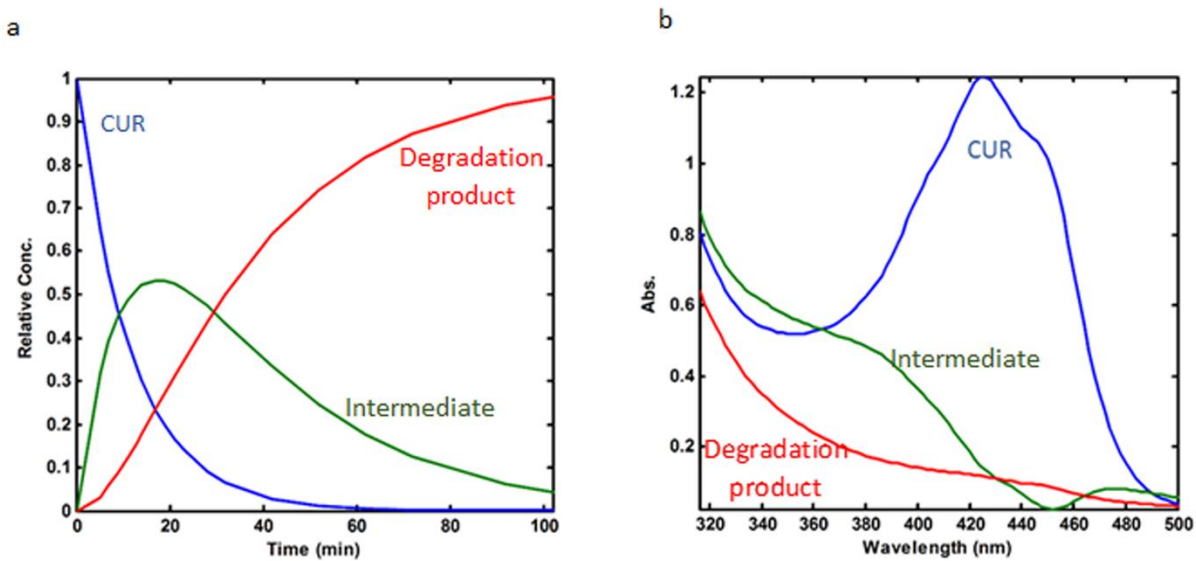 a
1
0.9
0.8
0.7
0.6
0.5
0.4
0.3
0.2
0.1
0
Relative Conc.
CUR
Degradation
product
Intermediate
0 20 40 60 80 100
Time (min)
b
1.2
1
0.8
0.6
0.4
0.2
Abs.
CUR
Intermediate
Degradation
product
320 340 360 380 400 420 440 460 480 500
Wavelength (nm)